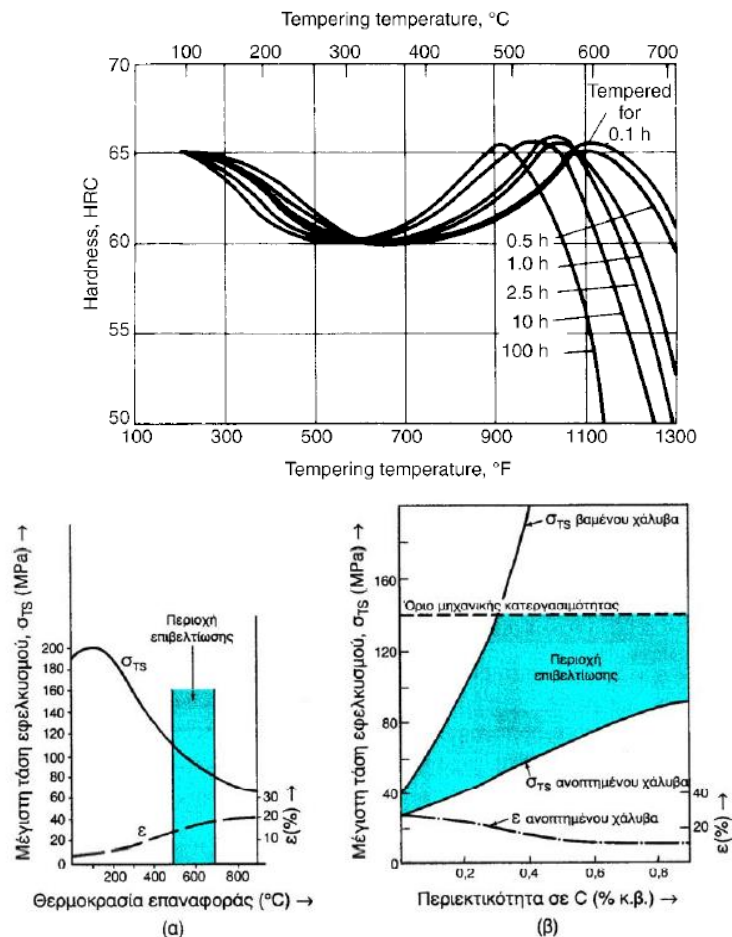 Tempering temperature, °C
100 200 300 400 500 600 700
70
65
60
55
50
Hardness, HRC
Tempered
for
0.1 h
0.5 h
1.0 h
2.5 h
10 h
100 h
100 300 500 700 900 1100 1300
Tempering temperature, °F
Μέγιστη τάση εφελκυσμού, σTS (MPa) →
200
180
160
140
120
100
80
60
40
20
0
σTS
ε
Περιοχή
επιβελτίωσης
30
20
10
ε(%) →
200 400 600 800
Θερμοκρασία επαναφοράς (°C) →
(α)
Μέγιστη τάση εφελκυσμού, σTS (MPa) →
160
120
80
40
0
σTS βαμένου χάλυβα
Όριο μηχανικής κατεργασιμότητας
Περιοχή
επιβελτίωσης
σTS ανοπτημένου χάλυβα
ε ανοπτημένου χάλυβα
40
20
ε(%) →
0,2 0,4 0,6 0,8
Περιεκτικότητα σε C (% κ.β.) →
(β)